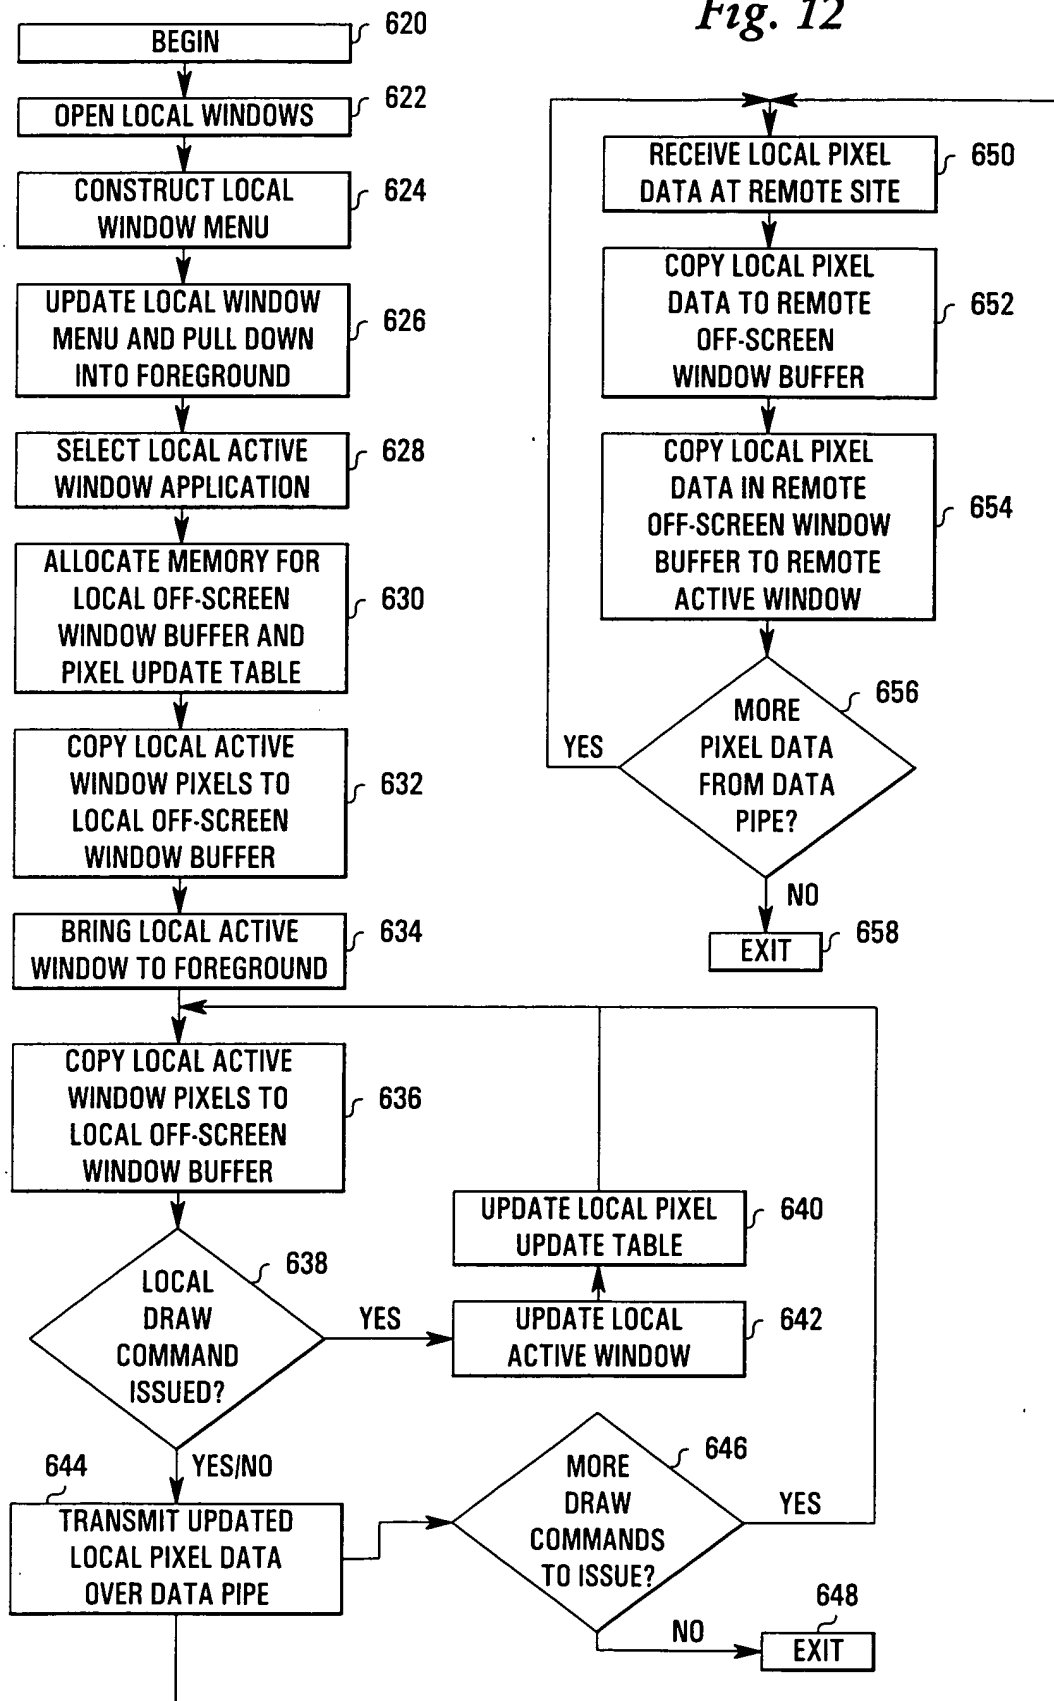 Fig. 12
BEGIN
620
OPEN LOCAL WINDOWS
622
CONSTRUCT LOCAL
WINDOW MENU
624
UPDATE LOCAL WINDOW
MENU AND PULL DOWN
INTO FOREGROUND
626
SELECT LOCAL ACTIVE
WINDOW APPLICATION
628
ALLOCATE MEMORY FOR
LOCAL OFF-SCREEN
WINDOW BUFFER AND
PIXEL UPDATE TABLE
630
COPY LOCAL ACTIVE
WINDOW PIXELS TO
LOCAL OFF-SCREEN
WINDOW BUFFER
632
BRING LOCAL ACTIVE
WINDOW TO FOREGROUND
634
COPY LOCAL ACTIVE
WINDOW PIXELS TO
LOCAL OFF-SCREEN
WINDOW BUFFER
636
LOCAL
DRAW
COMMAND
ISSUED?
638
YES
YES/NO
UPDATE LOCAL PIXEL
UPDATE TABLE
640
UPDATE LOCAL
ACTIVE WINDOW
642
644
TRANSMIT UPDATED
LOCAL PIXEL DATA
OVER DATA PIPE
MORE
DRAW
COMMANDS
TO ISSUE?
646
YES
NO
648
EXIT
RECEIVE LOCAL PIXEL
DATA AT REMOTE SITE
650
COPY LOCAL PIXEL
DATA TO REMOTE
OFF-SCREEN
WINDOW BUFFER
652
COPY LOCAL PIXEL
DATA IN REMOTE
OFF-SCREEN WINDOW
BUFFER TO REMOTE
ACTIVE WINDOW
654
MORE
PIXEL DATA
FROM DATA
PIPE?
656
YES
NO
EXIT
658